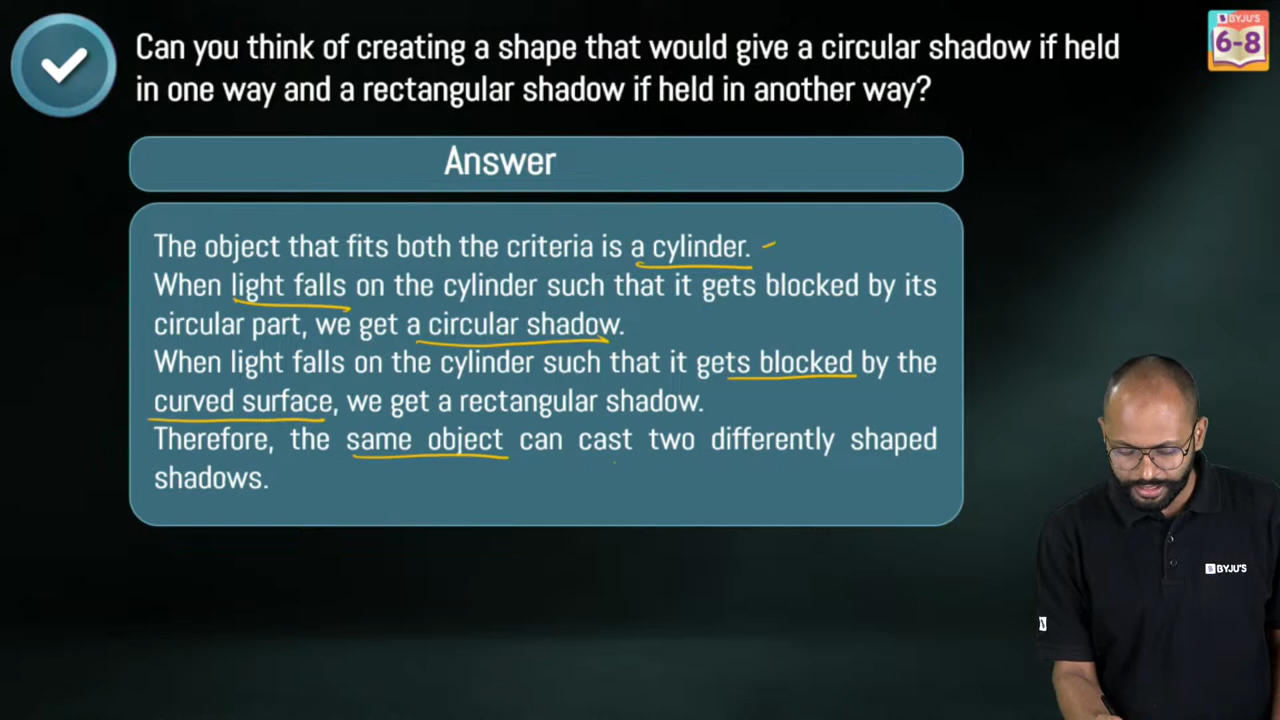 Can you think of creating a shape that would give a circular shadow if held
in one way and a rectangular shadow if held in another way?
BYJU'S
6-8
Answer
The object that fits both the criteria is a cylinder.
When light falls on the cylinder such that it gets blocked by its
circular part, we get a circular shadow.
When light falls on the cylinder such that it gets blocked by the
curved surface, we get a rectangular shadow.
Therefore, the same object can cast two differently shaped
shadows.
BYJU'S